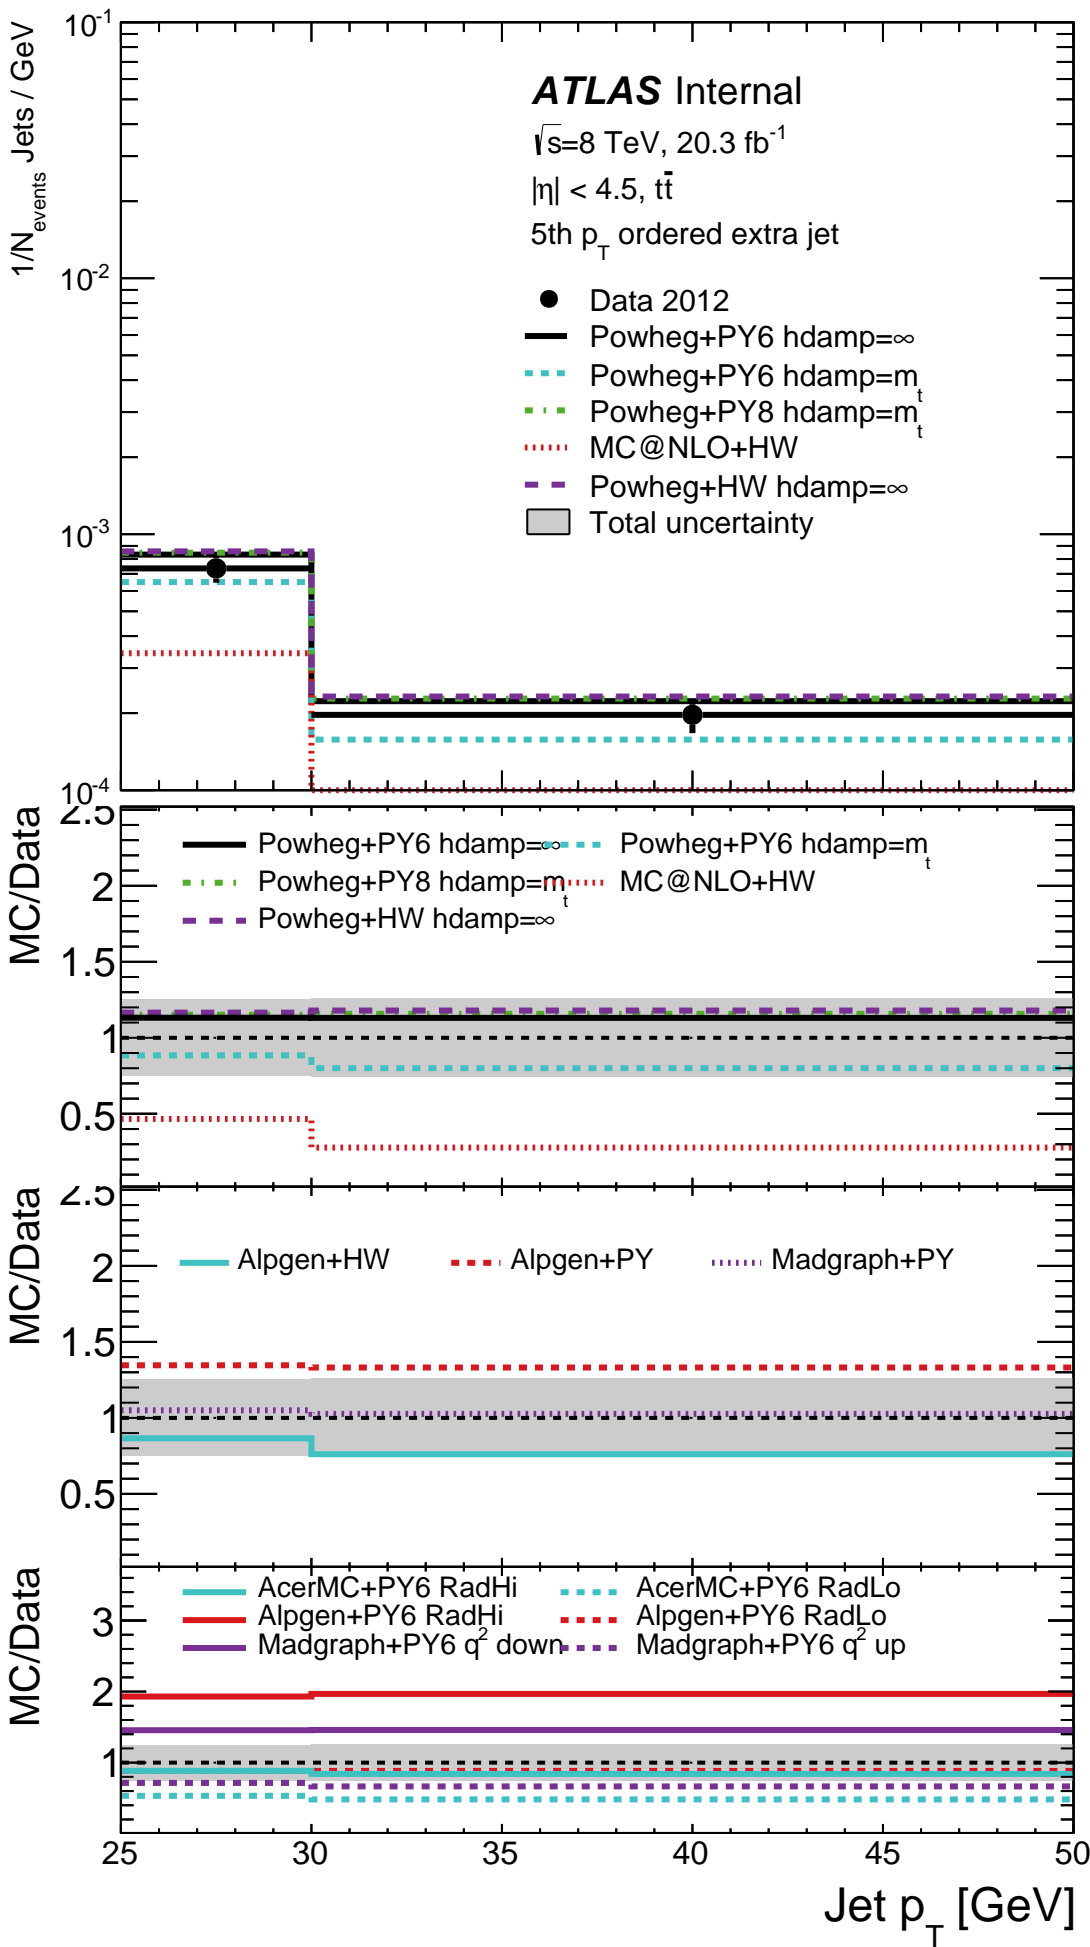 10⁻¹
1/N_events Jets / GeV
ATLAS Internal
√s=8 TeV, 20.3 fb⁻¹
|η| < 4.5, tt̄
5th p_T ordered extra jet
10⁻²
Data 2012
Powheg+PY6 hdamp=∞
Powheg+PY6 hdamp=m_t
Powheg+PY8 hdamp=m_t
MC@NLO+HW
Powheg+HW hdamp=∞
Total uncertainty
10⁻³
10⁻⁴
MC/Data
2.5
2
1.5
1
0.5
Powheg+PY6 hdamp=∞
Powheg+PY6 hdamp=m_t
Powheg+PY8 hdamp=m_t
MC@NLO+HW
Powheg+HW hdamp=∞
MC/Data
2.5
2
1.5
1
0.5
Alpgen+HW
Alpgen+PY
Madgraph+PY
MC/Data
3
2
1
AcerMC+PY6 RadHi
AcerMC+PY6 RadLo
Alpgen+PY6 RadHi
Alpgen+PY6 RadLo
Madgraph+PY6 q² down
Madgraph+PY6 q² up
25 30 35 40 45 50
Jet p_T [GeV]